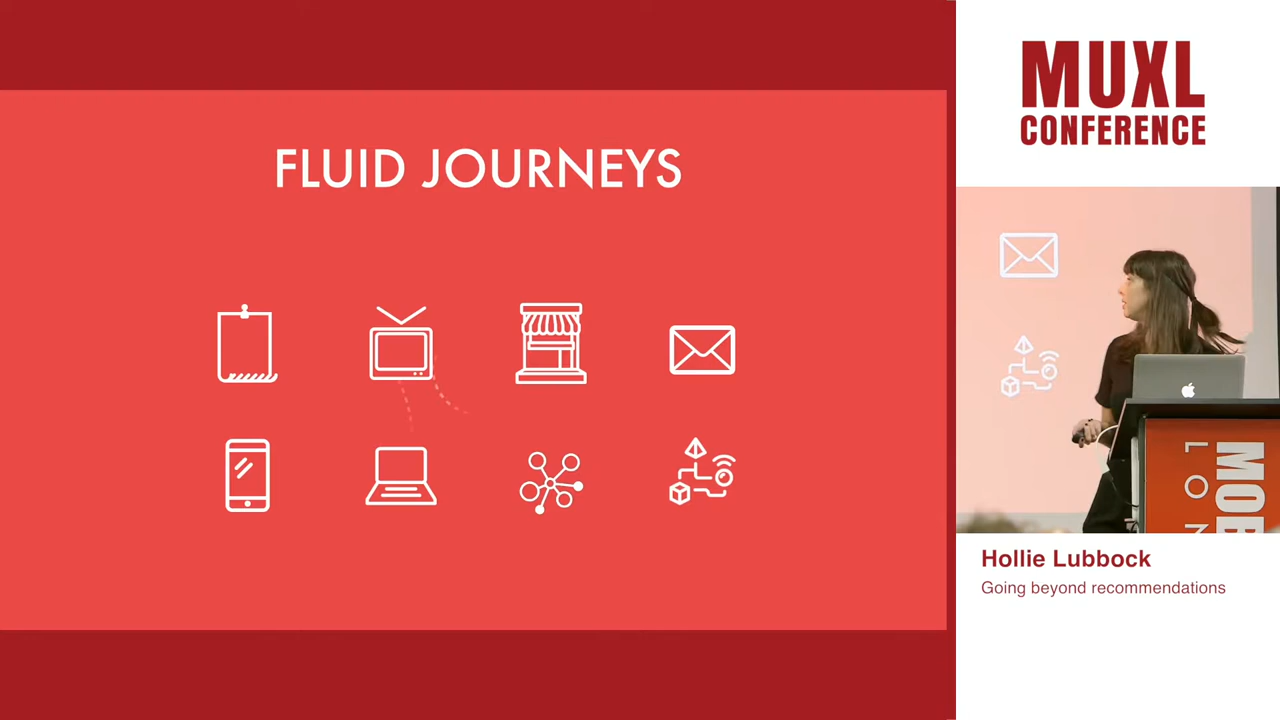 FLUID JOURNEYS
MUXL
CONFERENCE
Hollie Lubbock
Going beyond recommendations